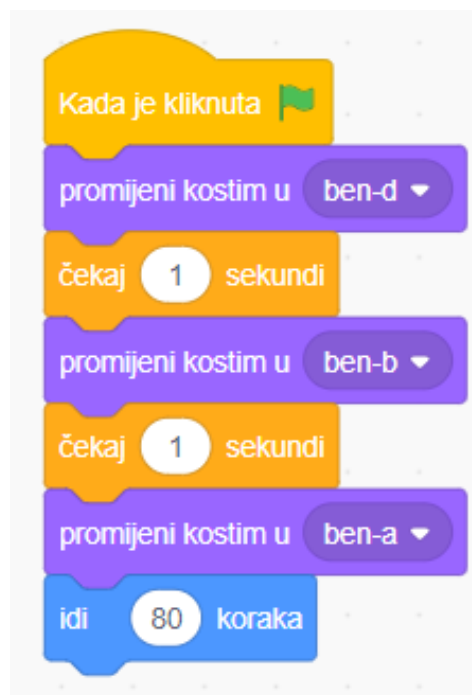 Kada je kliknuta
promijeni kostim u ben-d
čekaj 1 sekundi
promijeni kostim u ben-b
čekaj 1 sekundi
promijeni kostim u ben-a
idi 80 koraka